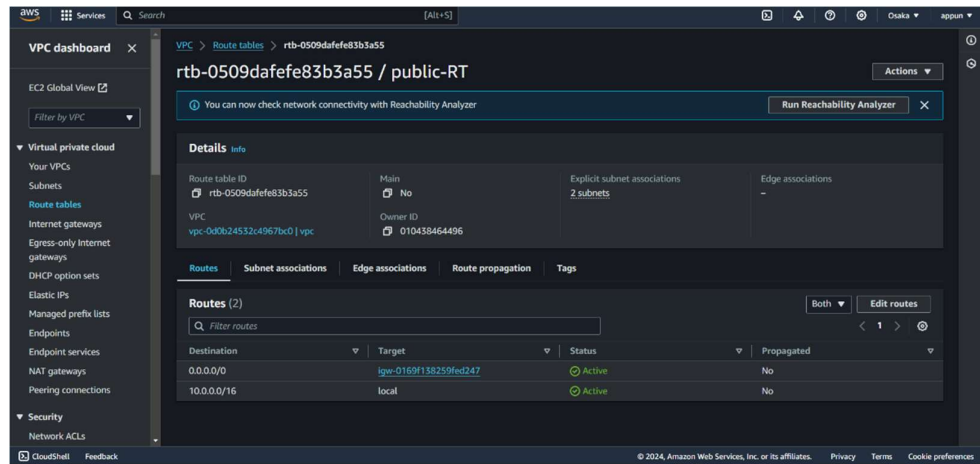 aws Services Search [Alt+S] Osaka ▼ appun ▼
VPC dashboard
EC2 Global View
Filter by VPC
Virtual private cloud
Your VPCs
Subnets
Route tables
Internet gateways
Egress-only Internet
gateways
DHCP option sets
Elastic IPs
Managed prefix lists
Endpoints
Endpoint services
NAT gateways
Peering connections
Security
Network ACLs
VPC > Route tables > rtb-0509dafefe83b3a55
rtb-0509dafefe83b3a55 / public-RT
Actions ▼
You can now check network connectivity with Reachability Analyzer
Run Reachability Analyzer
Details Info
Route table ID
rtb-0509dafefe83b3a55
Main
No
Explicit subnet associations
2 subnets
Edge associations
–
VPC
vpc-0d0b24532c4967bc0 | vpc
Owner ID
010438464496
Routes Subnet associations Edge associations Route propagation Tags
Routes (2)
Both ▼ Edit routes
Filter routes
< 1 >
Destination Target Status Propagated
0.0.0.0/0 igw-0169f138259fed247 Active No
10.0.0.0/16 local Active No
CloudShell Feedback © 2024, Amazon Web Services, Inc. or its affiliates. Privacy Terms Cookie preferences